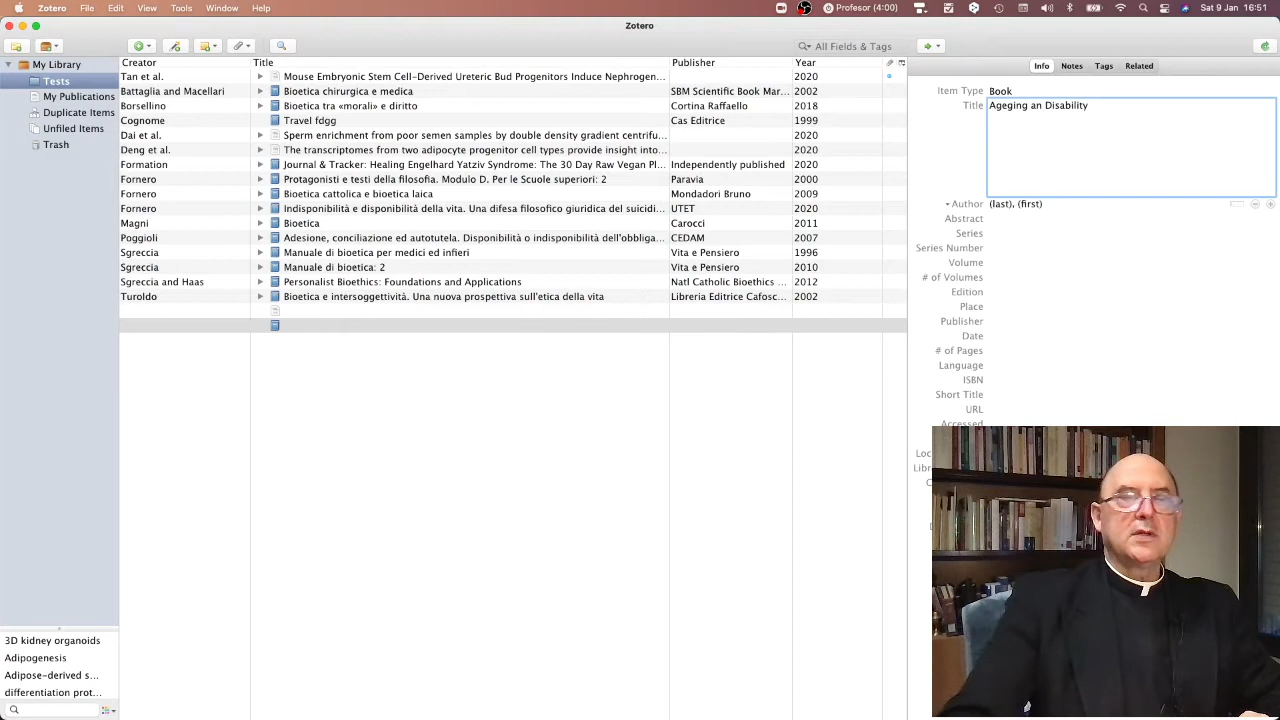 Zotero File Edit View Tools Window Help Profesor (4:00) Sat 9 Jan 16:51
Zotero
All Fields & Tags
My Library
Tests
My Publications
Duplicate Items
Unfiled Items
Trash
Creator Title Publisher Year
Tan et al. Mouse Embryonic Stem Cell-Derived Ureteric Bud Progenitors Induce Nephrogen... 2020
Battaglia and Macellari Bioetica chirurgica e medica SBM Scientific Book Mar... 2002
Borsellino Bioetica tra «morali» e diritto Cortina Raffaello 2018
Cognome Travel fdgg Cas Editrice 1999
Dai et al. Sperm enrichment from poor semen samples by double density gradient centrifu... 2020
Deng et al. The transcriptomes from two adipocyte progenitor cell types provide insight into... 2020
Formation Journal & Tracker: Healing Engelhard Yatziv Syndrome: The 30 Day Raw Vegan Pl... Independently published 2020
Fornero Protagonisti e testi della filosofia. Modulo D. Per le Scuole superiori: 2 Paravia 2000
Fornero Bioetica cattolica e bioetica laica Mondadori Bruno 2009
Fornero Indisponibilità e disponibilità della vita. Una difesa filosofico giuridica del suicidi... UTET 2020
Magni Bioetica Carocci 2011
Poggioli Adesione, conciliazione ed autotutela. Disponibilità o indisponibilità dell'obbliga... CEDAM 2007
Sgreccia Manuale di bioetica per medici ed infieri Vita e Pensiero 1996
Sgreccia Manuale di bioetica: 2 Vita e Pensiero 2010
Sgreccia and Haas Personalist Bioethics: Foundations and Applications Natl Catholic Bioethics ... 2012
Turoldo Bioetica e intersoggettività. Una nuova prospettiva sull'etica della vita Libreria Editrice Cafosc... 2002
Info Notes Tags Related
Item Type Book
Title Ageging an Disability
Author (last), (first)
Abstract
Series
Series Number
Volume
# of Volumes
Edition
Place
Publisher
Date
# of Pages
Language
ISBN
Short Title
URL
Accessed
Loc
Libr
3D kidney organoids
Adipogenesis
Adipose-derived s...
differentiation prot...